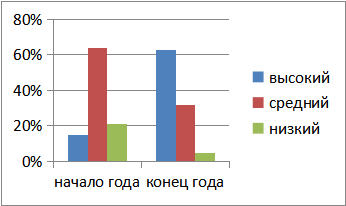 80%
60%
40%
20%
0%
начало года конец года
высокий
средний
низкий